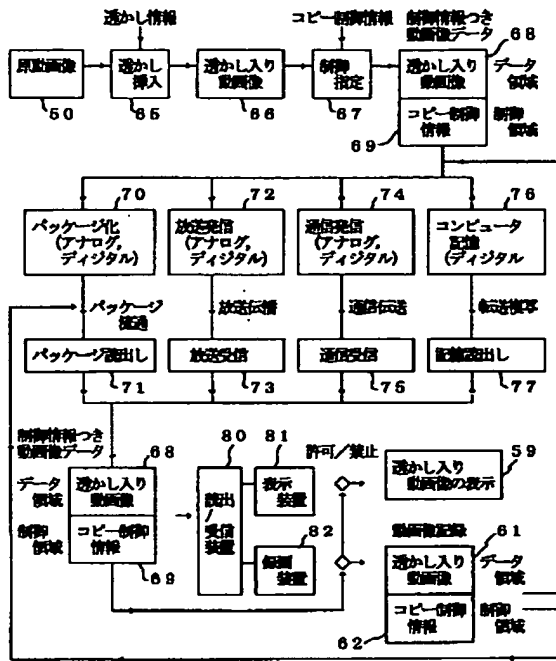 透かし情報
コピー制御情報
制御情報つき
動画像データ
68
原動画像
透かし
挿入
透かし入り
動画像
制御
指定
透かし入り
動画像
データ
領域
50
65
66
67
コピー制御
情報
制御
領域
69
70
72
74
76
パッケージ化
(アナログ,
ディジタル)
放送発信
(アナログ,
ディジタル)
通信発信
(アナログ,
ディジタル)
コンピュータ
記憶
(ディジタル
パッケージ
流通
放送伝播
通信伝送
転送複写
パッケージ読出し
放送受信
通信受信
記憶読出し
71
73
75
77
制御情報つき
動画像データ
68
80
81
許可/禁止
59
データ
領域
透かし入り
動画像
読出
/
受信
装置
表示
装置
透かし入り
動画像の表示
制御
領域
コピー制御
情報
69
82
録画
装置
動画像記録
61
透かし入り
動画像
データ
領域
コピー制御
情報
制御
領域
62